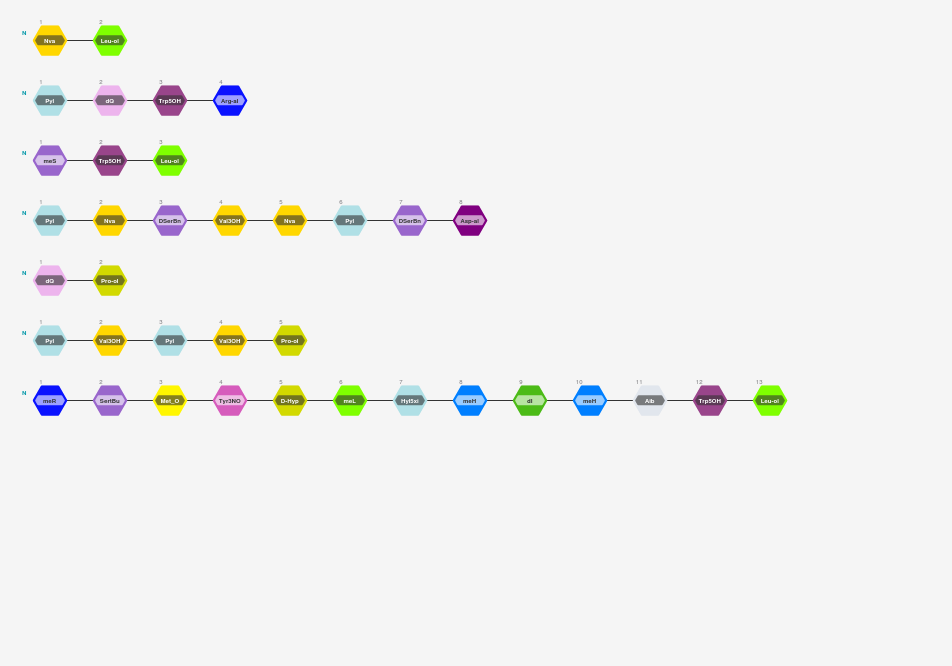 1 2
N Nva Leu-ol
1 2 3 4
N Pyl dQ Trp5OH Arg-al
1 2 3
N meS Trp5OH Leu-ol
1 2 3 4 5 6 7 8
N Pyl Nva DSerBn Val3OH Nva Pyl DSerBn Asp-ol
1 2
N dQ Pro-ol
1 2 3 4 5
N Pyl Val3OH Pyl Val3OH Pro-ol
1 2 3 4 5 6 7 8 9 10 11 12 13
N meR SertBu Met_O Tyr3NO D-Hyp meL Hyl5xl meH dI meH Aib Trp5OH Leu-ol